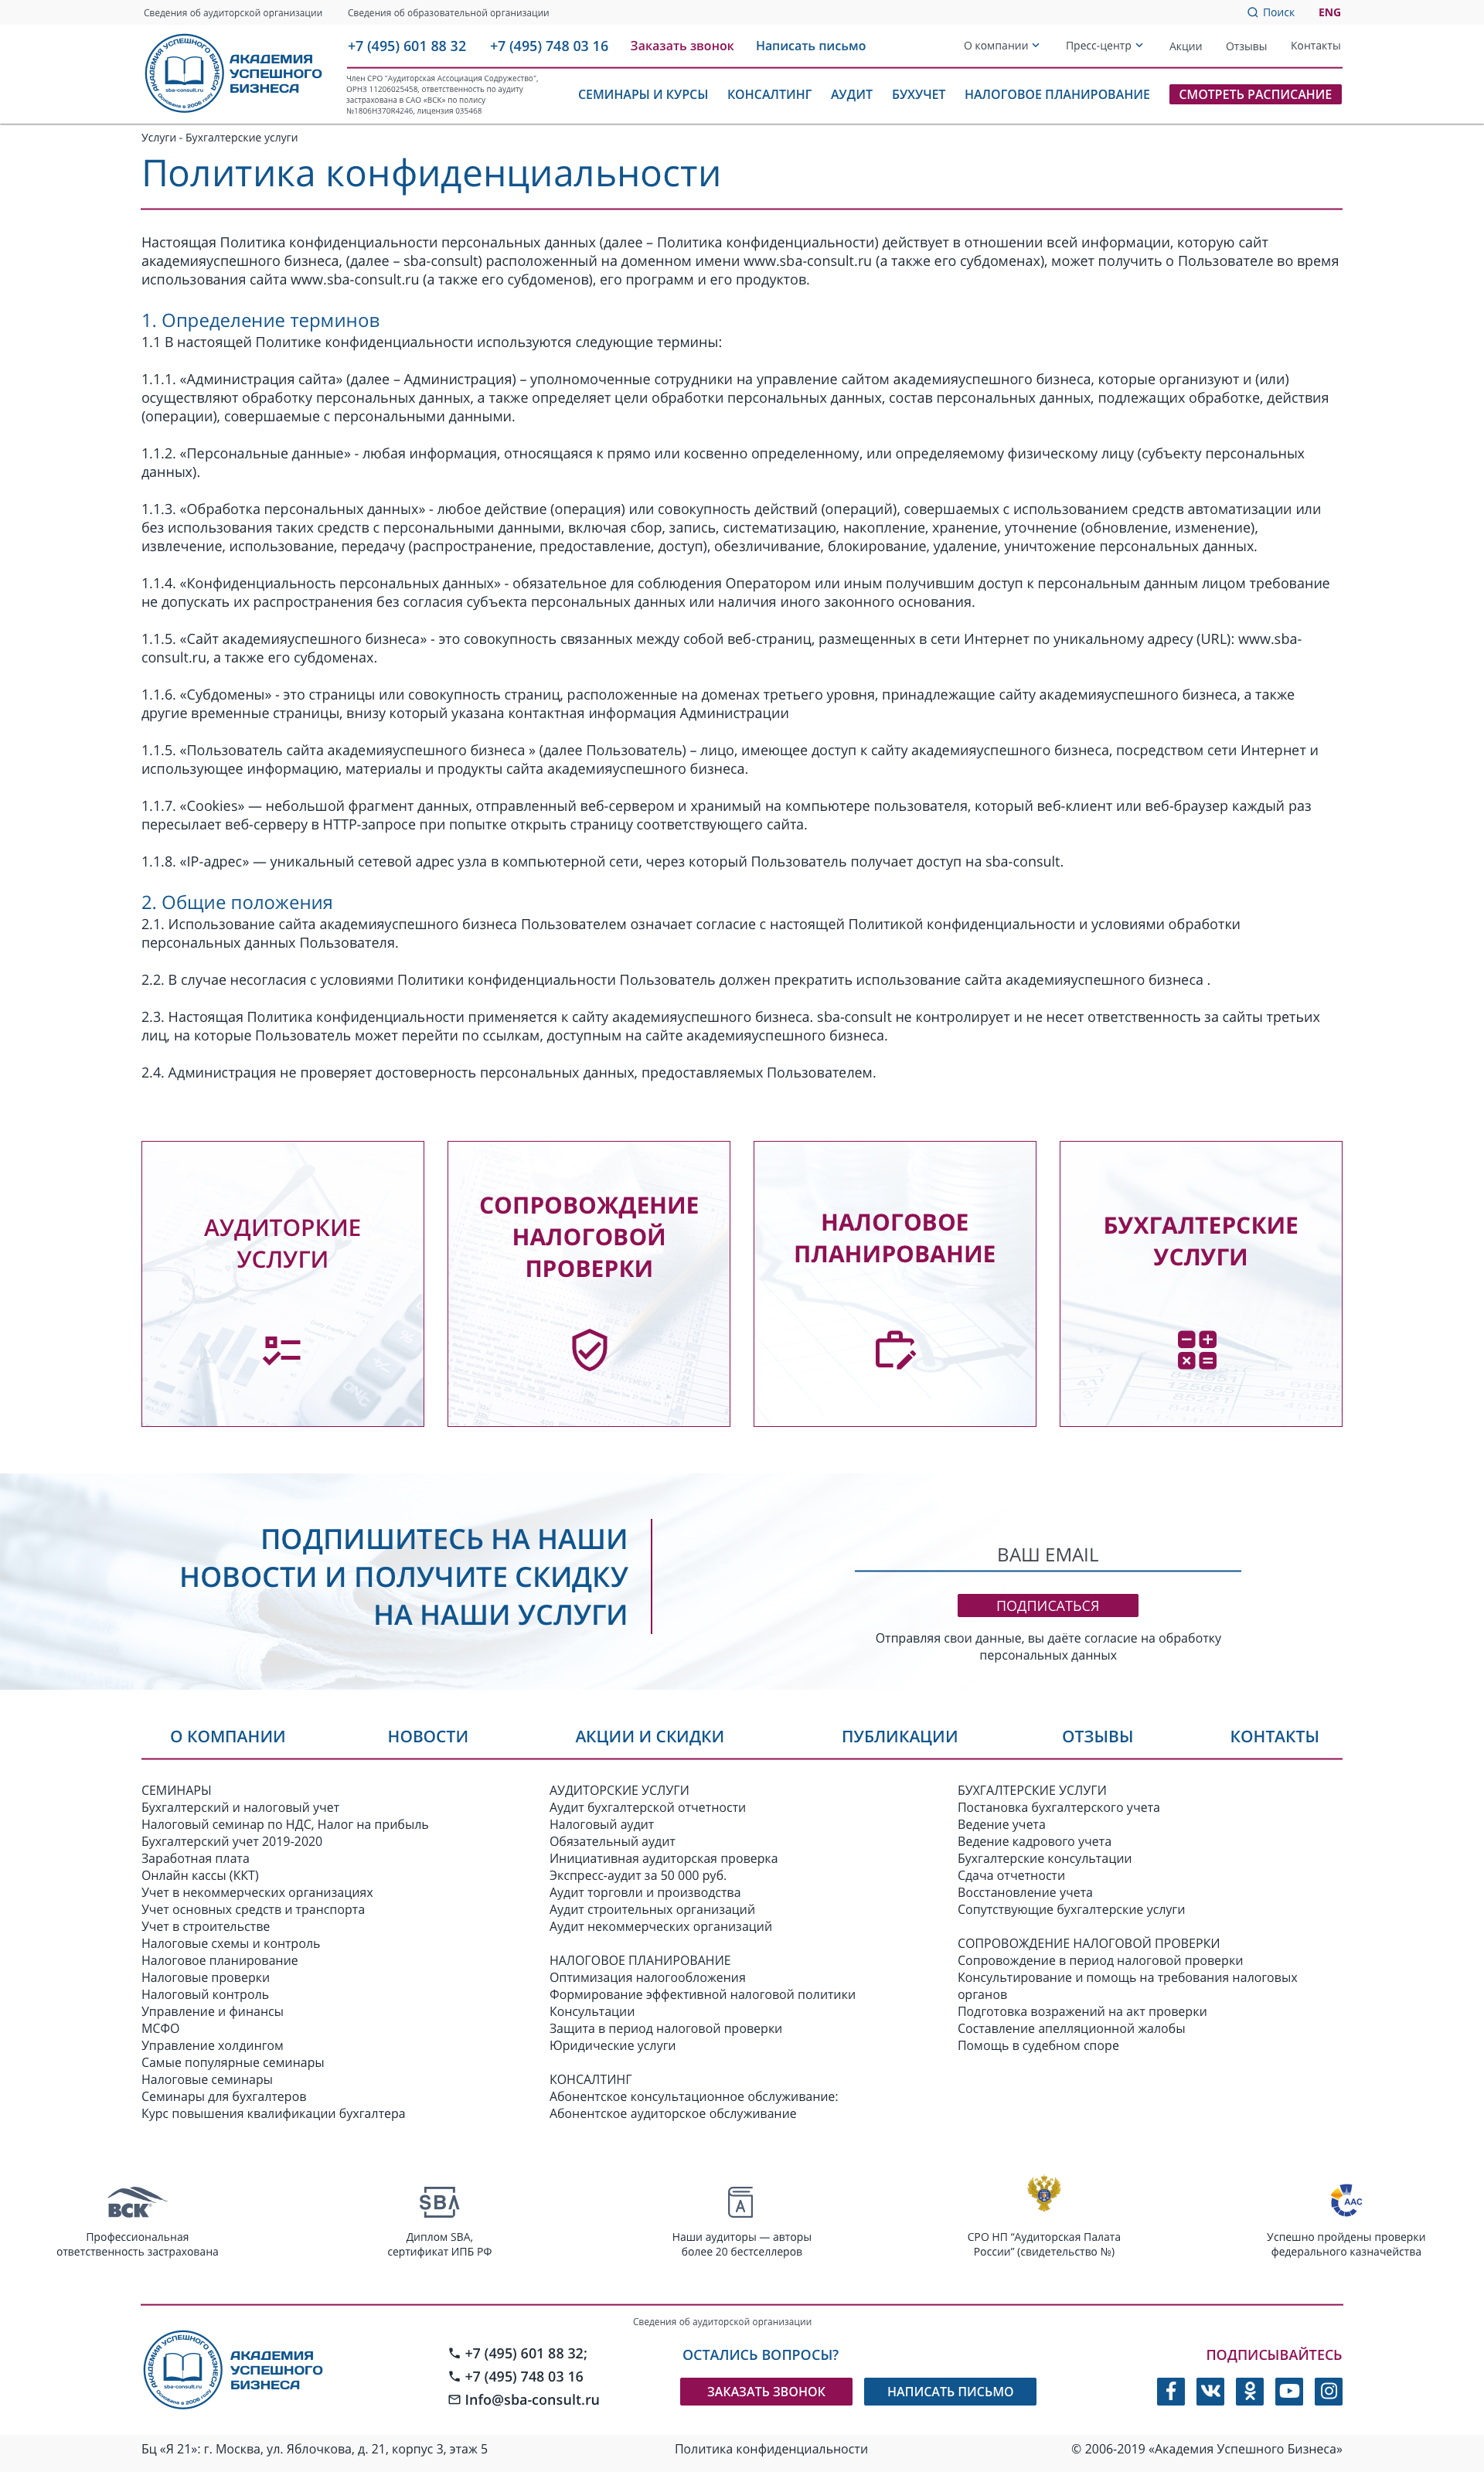 Сведения об аудиторской организации
Сведения об образовательной организации
Поиск
ENG
АКАДЕМИЯ УСПЕШНОГО БИЗНЕСА
sba-consult.ru
Основана в 2006 году
АКАДЕМИЯ
УСПЕШНОГО
БИЗНЕСА
+7 (495) 601 88 32
+7 (495) 748 03 16
Заказать звонок
Написать письмо
О компании
Пресс-центр
Акции
Отзывы
Контакты
Член СРО "Аудиторская Ассоциация Содружество",
ОРНЗ 11206025458, ответственность по аудиту
застрахована в САО «ВСК» по полису
№1806Н370R4246, лицензия 035468
СЕМИНАРЫ И КУРСЫ
КОНСАЛТИНГ
АУДИТ
БУХУЧЕТ
НАЛОГОВОЕ ПЛАНИРОВАНИЕ
СМОТРЕТЬ РАСПИСАНИЕ
Услуги - Бухгалтерские услуги
Политика конфиденциальности
Настоящая Политика конфиденциальности персональных данных (далее – Политика конфиденциальности) действует в отношении всей информации, которую сайт
академияуспешного бизнеса, (далее – sba-consult) расположенный на доменном имени www.sba-consult.ru (а также его субдоменах), может получить о Пользователе во время
использования сайта www.sba-consult.ru (а также его субдоменов), его программ и его продуктов.
1. Определение терминов
1.1 В настоящей Политике конфиденциальности используются следующие термины:
1.1.1. «Администрация сайта» (далее – Администрация) – уполномоченные сотрудники на управление сайтом академияуспешного бизнеса, которые организуют и (или)
осуществляют обработку персональных данных, а также определяет цели обработки персональных данных, состав персональных данных, подлежащих обработке, действия
(операции), совершаемые с персональными данными.
1.1.2. «Персональные данные» - любая информация, относящаяся к прямо или косвенно определенному, или определяемому физическому лицу (субъекту персональных
данных).
1.1.3. «Обработка персональных данных» - любое действие (операция) или совокупность действий (операций), совершаемых с использованием средств автоматизации или
без использования таких средств с персональными данными, включая сбор, запись, систематизацию, накопление, хранение, уточнение (обновление, изменение),
извлечение, использование, передачу (распространение, предоставление, доступ), обезличивание, блокирование, удаление, уничтожение персональных данных.
1.1.4. «Конфиденциальность персональных данных» - обязательное для соблюдения Оператором или иным получившим доступ к персональным данным лицом требование
не допускать их распространения без согласия субъекта персональных данных или наличия иного законного основания.
1.1.5. «Сайт академияуспешного бизнеса» - это совокупность связанных между собой веб-страниц, размещенных в сети Интернет по уникальному адресу (URL): www.sba-
consult.ru, а также его субдоменах.
1.1.6. «Субдомены» - это страницы или совокупность страниц, расположенные на доменах третьего уровня, принадлежащие сайту академияуспешного бизнеса, а также
другие временные страницы, внизу который указана контактная информация Администрации
1.1.5. «Пользователь сайта академияуспешного бизнеса » (далее Пользователь) – лицо, имеющее доступ к сайту академияуспешного бизнеса, посредством сети Интернет и
использующее информацию, материалы и продукты сайта академияуспешного бизнеса.
1.1.7. «Cookies» — небольшой фрагмент данных, отправленный веб-сервером и хранимый на компьютере пользователя, который веб-клиент или веб-браузер каждый раз
пересылает веб-серверу в HTTP-запросе при попытке открыть страницу соответствующего сайта.
1.1.8. «IP-адрес» — уникальный сетевой адрес узла в компьютерной сети, через который Пользователь получает доступ на sba-consult.
2. Общие положения
2.1. Использование сайта академияуспешного бизнеса Пользователем означает согласие с настоящей Политикой конфиденциальности и условиями обработки
персональных данных Пользователя.
2.2. В случае несогласия с условиями Политики конфиденциальности Пользователь должен прекратить использование сайта академияуспешного бизнеса .
2.3. Настоящая Политика конфиденциальности применяется к сайту академияуспешного бизнеса. sba-consult не контролирует и не несет ответственность за сайты третьих
лиц, на которые Пользователь может перейти по ссылкам, доступным на сайте академияуспешного бизнеса.
2.4. Администрация не проверяет достоверность персональных данных, предоставляемых Пользователем.
АУДИТОРКИЕ
УСЛУГИ
СОПРОВОЖДЕНИЕ
НАЛОГОВОЙ
ПРОВЕРКИ
НАЛОГОВОЕ
ПЛАНИРОВАНИЕ
БУХГАЛТЕРСКИЕ
УСЛУГИ
ПОДПИШИТЕСЬ НА НАШИ
НОВОСТИ И ПОЛУЧИТЕ СКИДКУ
НА НАШИ УСЛУГИ
ВАШ EMAIL
ПОДПИСАТЬСЯ
Отправляя свои данные, вы даёте согласие на обработку
персональных данных
О КОМПАНИИ
НОВОСТИ
АКЦИИ И СКИДКИ
ПУБЛИКАЦИИ
ОТЗЫВЫ
КОНТАКТЫ
СЕМИНАРЫ
Бухгалтерский и налоговый учет
Налоговый семинар по НДС, Налог на прибыль
Бухгалтерский учет 2019-2020
Заработная плата
Онлайн кассы (ККТ)
Учет в некоммерческих организациях
Учет основных средств и транспорта
Учет в строительстве
Налоговые схемы и контроль
Налоговое планирование
Налоговые проверки
Налоговый контроль
Управление и финансы
МСФО
Управление холдингом
Самые популярные семинары
Налоговые семинары
Семинары для бухгалтеров
Курс повышения квалификации бухгалтера
АУДИТОРСКИЕ УСЛУГИ
Аудит бухгалтерской отчетности
Налоговый аудит
Обязательный аудит
Инициативная аудиторская проверка
Экспресс-аудит за 50 000 руб.
Аудит торговли и производства
Аудит строительных организаций
Аудит некоммерческих организаций
НАЛОГОВОЕ ПЛАНИРОВАНИЕ
Оптимизация налогообложения
Формирование эффективной налоговой политики
Консультации
Защита в период налоговой проверки
Юридические услуги
КОНСАЛТИНГ
Абонентское консультационное обслуживание:
Абонентское аудиторское обслуживание
БУХГАЛТЕРСКИЕ УСЛУГИ
Постановка бухгалтерского учета
Ведение учета
Ведение кадрового учета
Бухгалтерские консультации
Сдача отчетности
Восстановление учета
Сопутствующие бухгалтерские услуги
СОПРОВОЖДЕНИЕ НАЛОГОВОЙ ПРОВЕРКИ
Сопровождение в период налоговой проверки
Консультирование и помощь на требования налоговых
органов
Подготовка возражений на акт проверки
Составление апелляционной жалобы
Помощь в судебном споре
ВСК
Профессиональная
ответственность застрахована
SBA
Диплом SBA,
сертификат ИПБ РФ
A
Наши аудиторы — авторы
более 20 бестселлеров
СРО НП “Аудиторская Палата
России” (свидетельство №)
ААС
Успешно пройдены проверки
федерального казначейства
Сведения об аудиторской организации
АКАДЕМИЯ УСПЕШНОГО БИЗНЕСА
sba-consult.ru
Основана в 2006 году
АКАДЕМИЯ
УСПЕШНОГО
БИЗНЕСА
+7 (495) 601 88 32;
+7 (495) 748 03 16
Info@sba-consult.ru
ОСТАЛИСЬ ВОПРОСЫ?
ЗАКАЗАТЬ ЗВОНОК
НАПИСАТЬ ПИСЬМО
ПОДПИСЫВАЙТЕСЬ
Бц «Я 21»: г. Москва, ул. Яблочкова, д. 21, корпус 3, этаж 5
Политика конфиденциальности
© 2006-2019 «Академия Успешного Бизнеса»